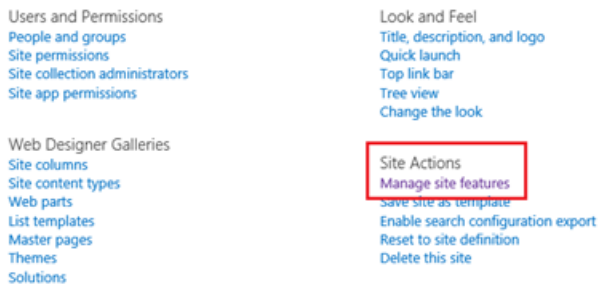 Users and Permissions
People and groups
Site permissions
Site collection administrators
Site app permissions
Web Designer Galleries
Site columns
Site content types
Web parts
List templates
Master pages
Themes
Solutions
Look and Feel
Title, description, and logo
Quick launch
Top link bar
Tree view
Change the look
Site Actions
Manage site features
Save site as template
Enable search configuration export
Reset to site definition
Delete this site